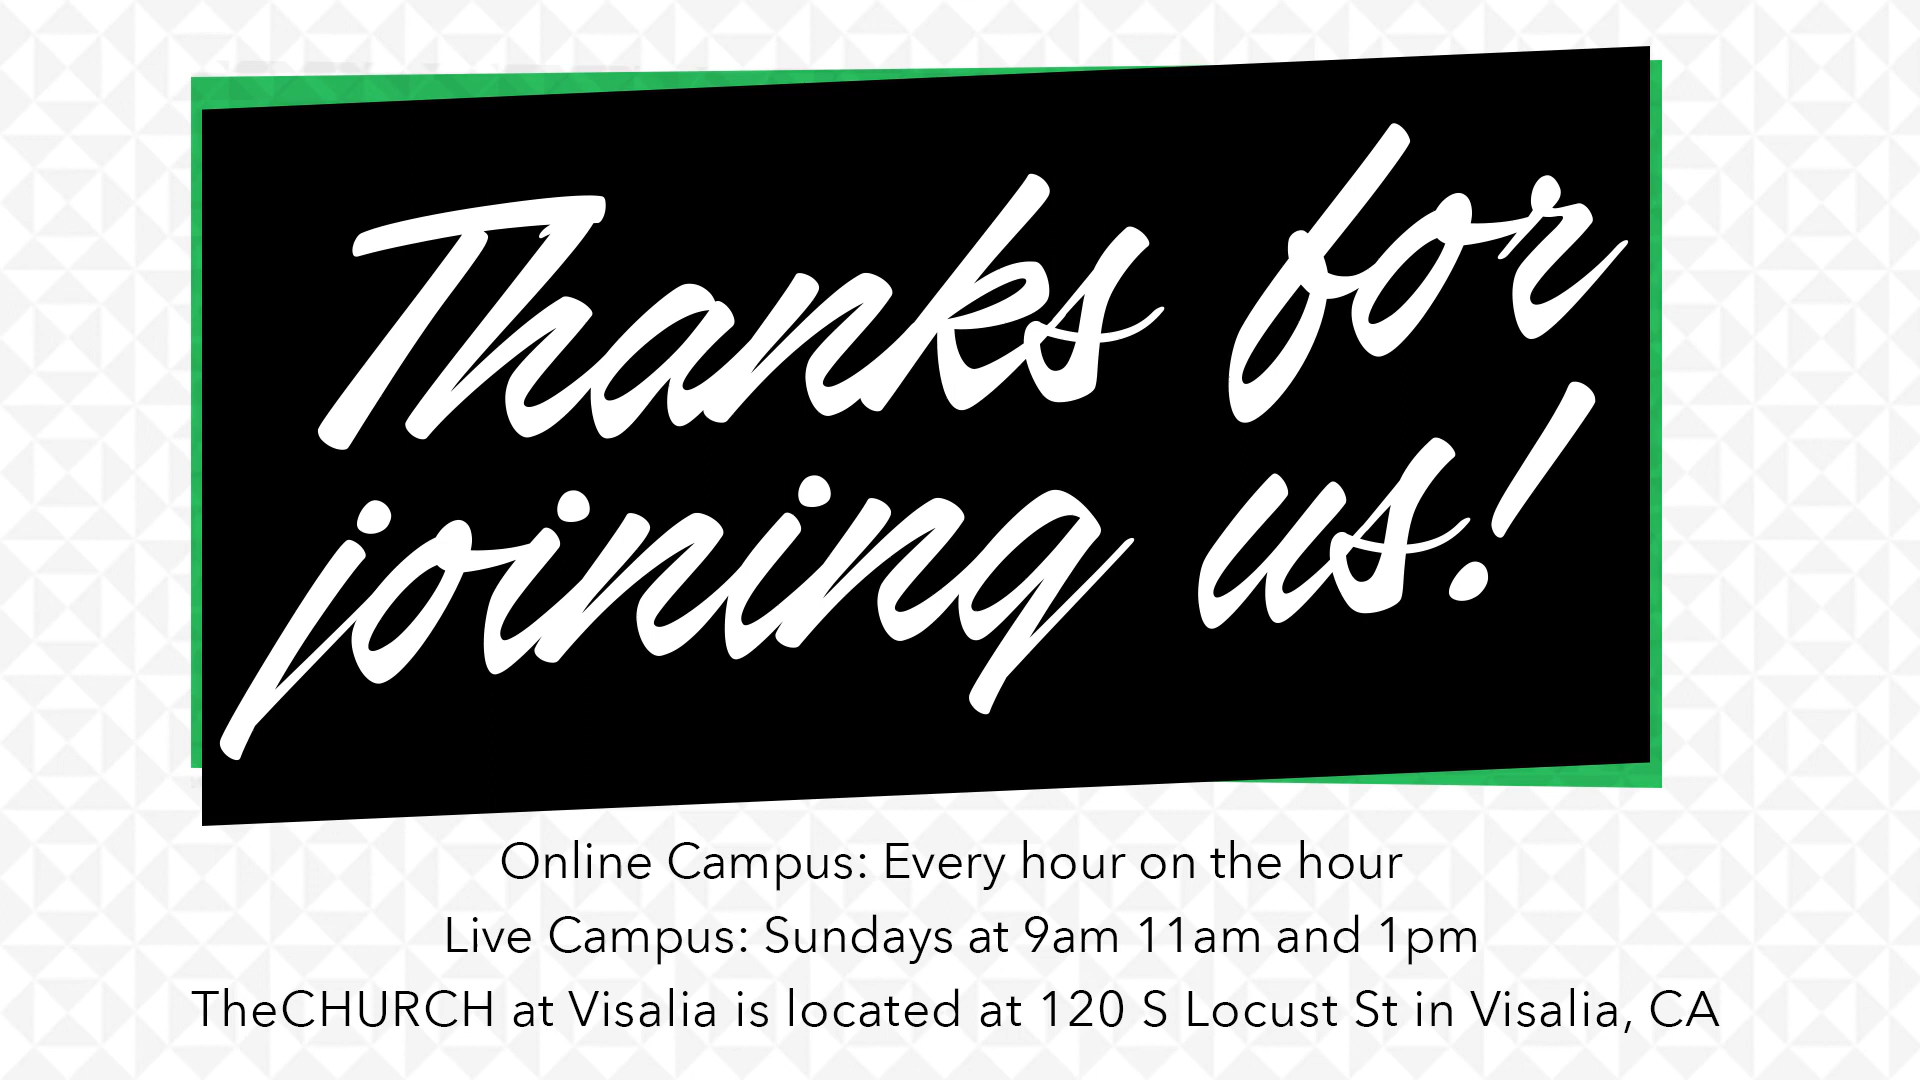 Thanks for
joining us!
Online Campus: Every hour on the hour
Live Campus: Sundays at 9am 11am and 1pm
TheCHURCH at Visalia is located at 120 S Locust St in Visalia, CA